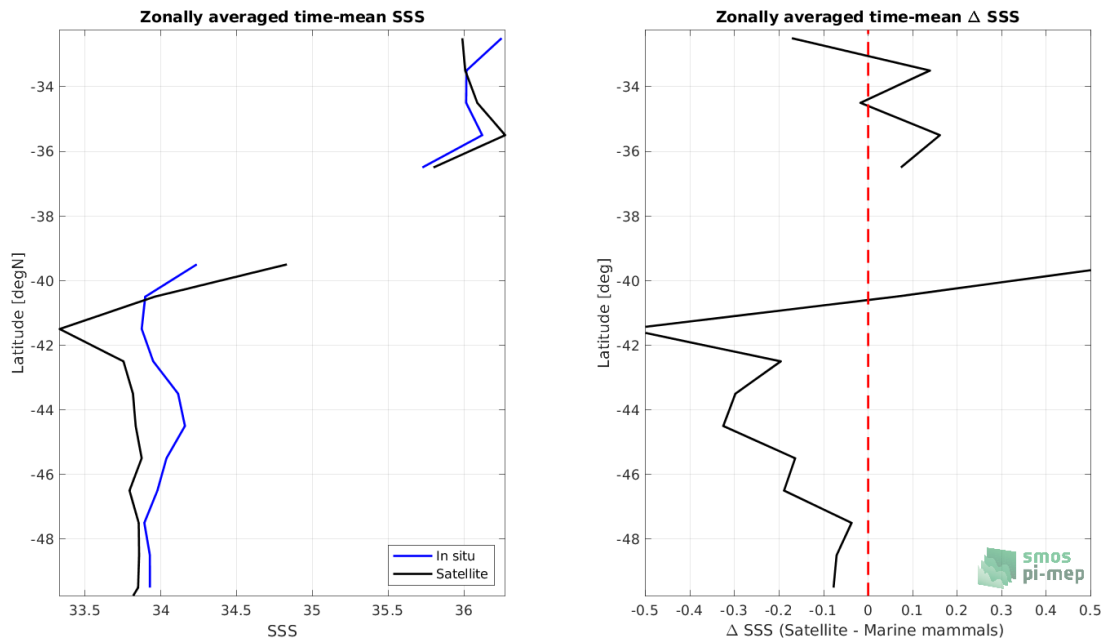 Zonally averaged time-mean SSS
-34
-36
-38
-40
-42
-44
-46
-48
Latitude [degN]
33.5 34 34.5 35 35.5 36
SSS
In situ
Satellite
Zonally averaged time-mean Δ SSS
-34
-36
-38
-40
-42
-44
-46
-48
Latitude [deg]
-0.5 -0.4 -0.3 -0.2 -0.1 0 0.1 0.2 0.3 0.4 0.5
Δ SSS (Satellite - Marine mammals)
smos
pi-mep